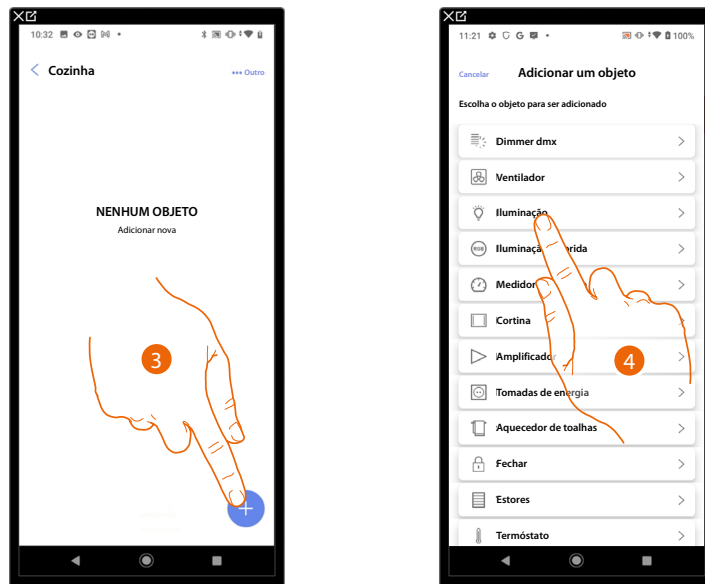 10:32
Cozinha
••• Outro
NENHUM OBJETO
Adicionar nova
3
11:21 G 100%
Cancelar Adicionar um objeto
Escolha o objeto para ser adicionado
Dimmer dmx
Ventilador
Iluminação
RGB
Medidor
Cortina
Amplificador
4
Tomadas de energia
Aquecedor de toalhas
Fechar
Estores
Termóstato